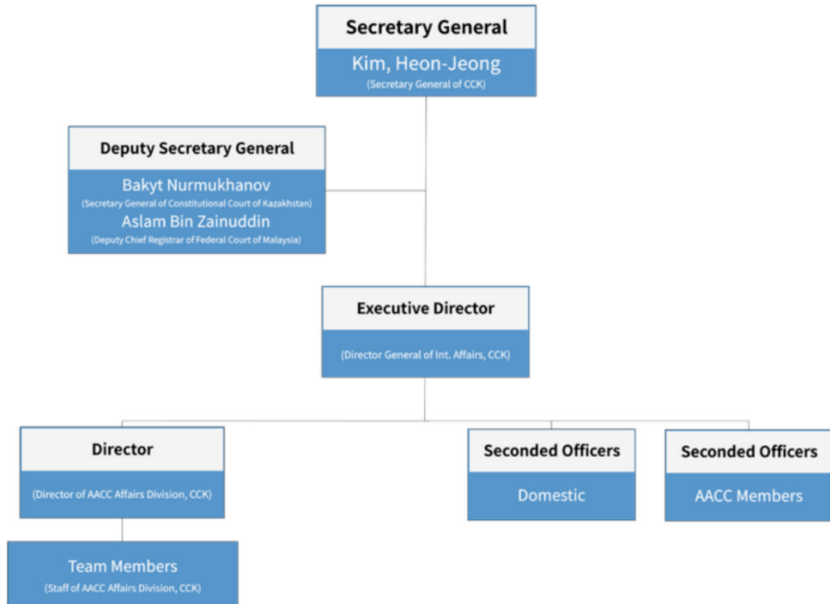 Secretary General
Kim, Heon-Jeong
(Secretary General of CCK)
Deputy Secretary General
Bakyt Nurmukhanov
(Secretary General of Constitutional Court of Kazakhstan)
Aslam Bin Zainuddin
(Deputy Chief Registrar of Federal Court of Malaysia)
Executive Director
(Director General of Int. Affairs, CCK)
Director
(Director of AACC Affairs Division, CCK)
Team Members
(Staff of AACC Affairs Division, CCK)
Seconded Officers
Domestic
Seconded Officers
AACC Members